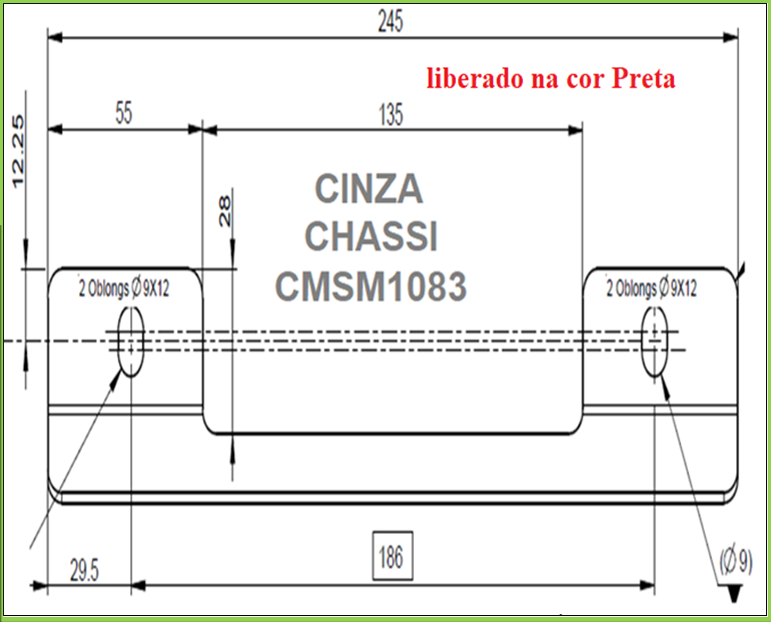 245
liberado na cor Preta
55
135
12.25
28
CINZA
CHASSI
CMSM1083
2 Oblongs Ø 9X12
2 Oblongs Ø 9X12
186
29.5
(Ø 9)